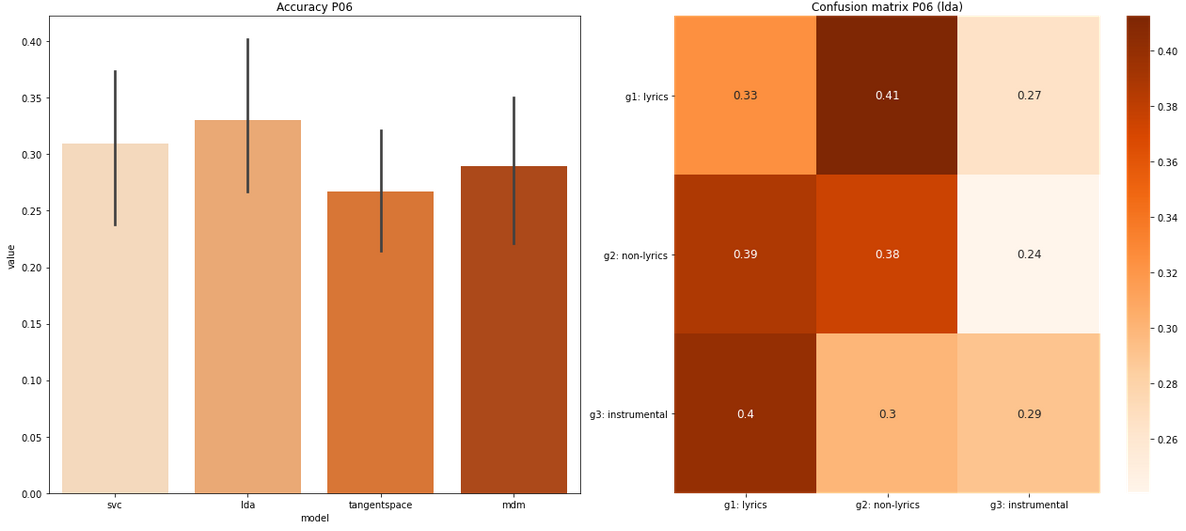 Accuracy P06
value
0.40
0.35
0.30
0.25
0.20
0.15
0.10
0.05
0.00
svc lda tangentspace mdm
model
Confusion matrix P06 (lda)
g1: lyrics 0.33 0.41 0.27
g2: non-lyrics 0.39 0.38 0.24
g3: instrumental 0.4 0.3 0.29
g1: lyrics g2: non-lyrics g3: instrumental
0.40
0.38
0.36
0.34
0.32
0.30
0.28
0.26